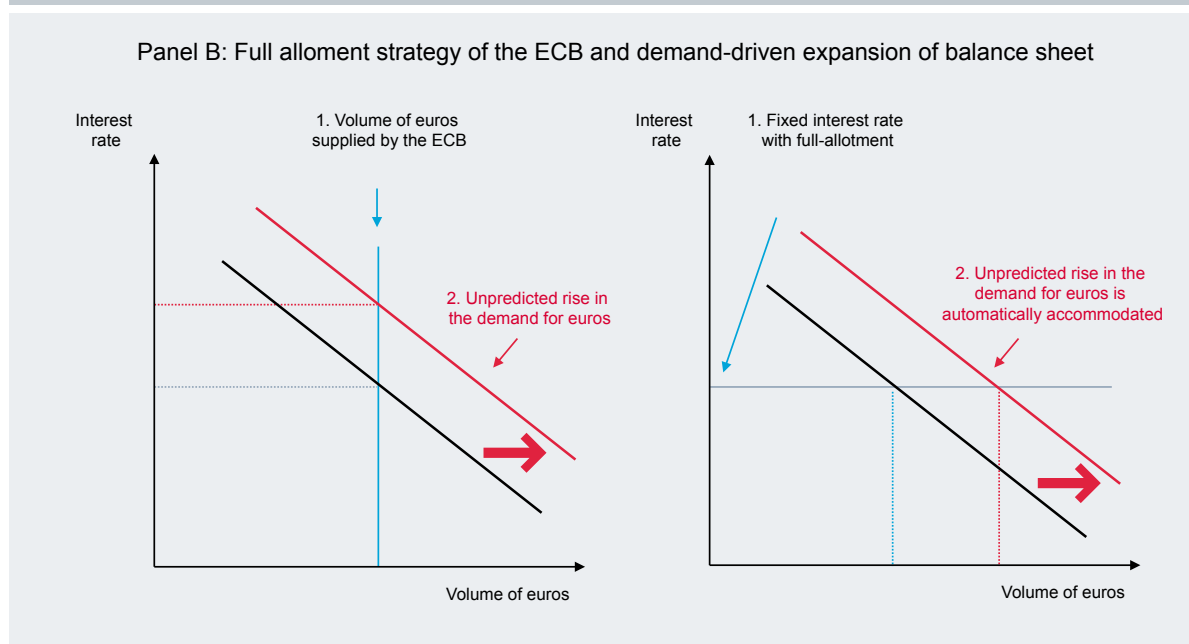 Panel B: Full alloment strategy of the ECB and demand-driven expansion of balance sheet
Interest
rate
1. Volume of euros
supplied by the ECB
2. Unpredicted rise in
the demand for euros
Volume of euros
Interest
rate
1. Fixed interest rate
with full-allotment
2. Unpredicted rise in the
demand for euros is
automatically accommodated
Volume of euros